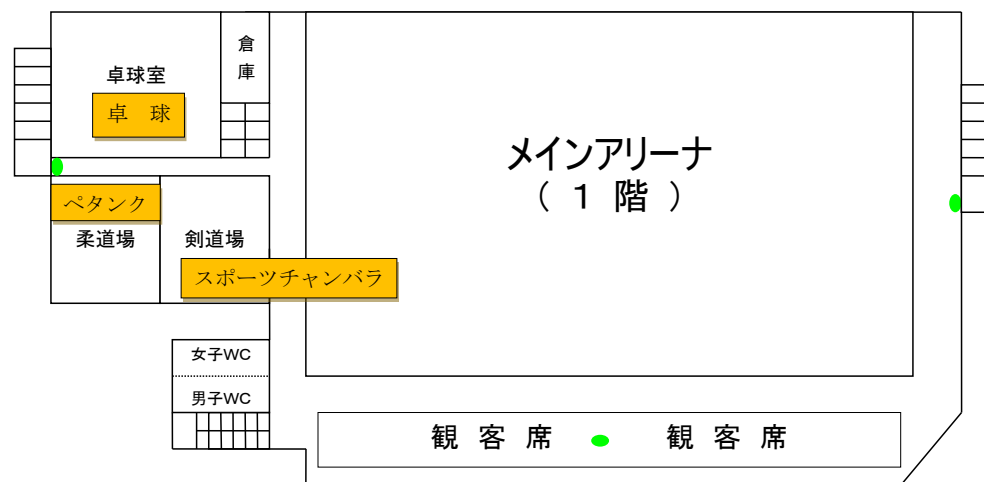 倉
庫
卓球室
卓 球
メインアリーナ
( 1 階 )
ペタンク
柔道場
剣道場
スポーツチャンバラ
女子WC
男子WC
観 客 席
観 客 席